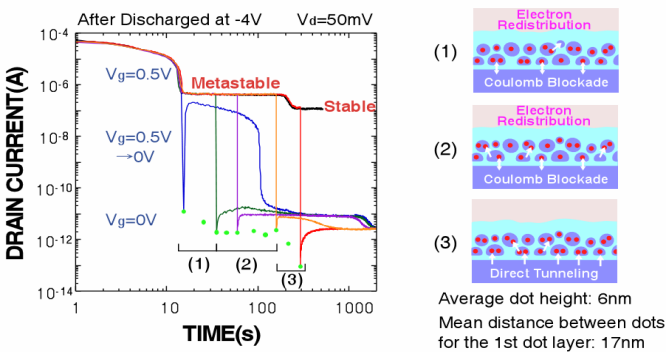 After Discharged at -4V
Vd=50mV
DRAIN CURRENT(A)
10-4
10-6
10-8
10-10
10-12
10-14
Vg=0.5V
Metastable
Stable
Vg=0.5V
→0V
Vg=0V
(1)
(2)
(3)
1
10
100
1000
TIME(s)
(1)
Electron
Redistribution
Coulomb Blockade
(2)
Electron
Redistribution
Coulomb Blockade
(3)
Direct Tunneling
Average dot height: 6nm
Mean distance between dots
for the 1st dot layer: 17nm